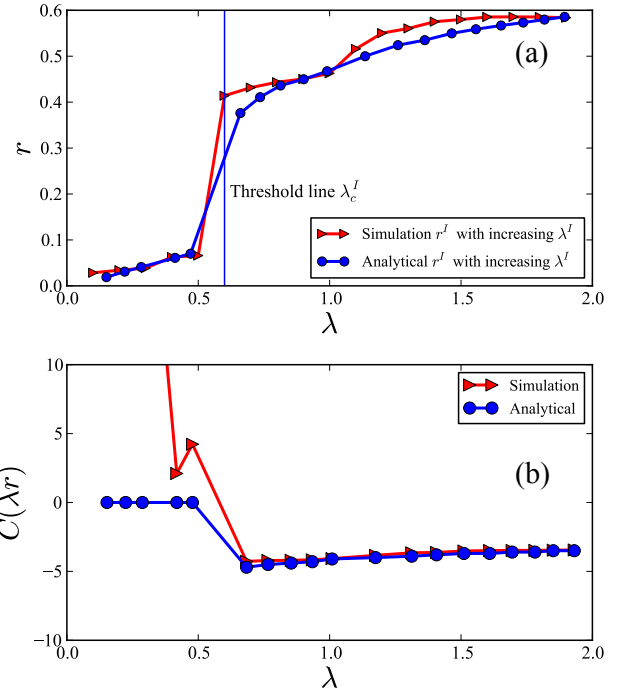 0.6
(a)
0.5
0.4
0.3
r
Threshold line λ_c^I
0.2
Simulation r^I with increasing λ^I
0.1
Analytical r^I with increasing λ^I
0.0
0.0 0.5 1.0 1.5 2.0
λ
10
Simulation
Analytical
5
(b)
0
C(λr)
−5
−10
0.0 0.5 1.0 1.5 2.0
λ